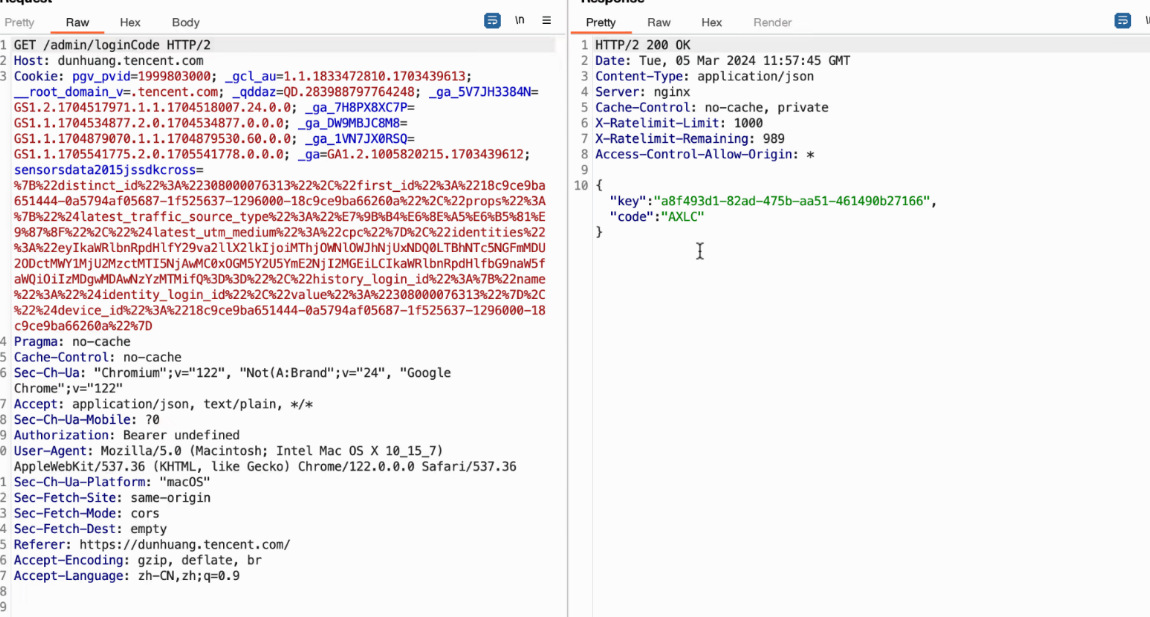 Request
Pretty Raw Hex Body \n
1 GET /admin/loginCode HTTP/2
2 Host: dunhuang.tencent.com
3 Cookie: pgv_pvid=1999803000; _gcl_au=1.1.1833472810.1703439613;
__root_domain_v=.tencent.com; _qddaz=QD.283988797764248; _ga_5V7JH3384N=
GS1.2.1704517971.1.1.1704518007.24.0.0; _ga_7H8PX8XC7P=
GS1.1.1704534877.2.0.1704534877.0.0.0; _ga_DW9MBJC8M8=
GS1.1.1704879070.1.1.1704879530.60.0.0; _ga_1VN7JX0RSQ=
GS1.1.1705541775.2.0.1705541778.0.0.0; _ga=GA1.2.1005820215.1703439612;
sensorsdata2015jssdkcross=
%7B%22distinct_id%22%3A%22308000076313%22%2C%22first_id%22%3A%2218c9ce9ba
651444-0a5794af05687-1f525637-1296000-18c9ce9ba66260a%22%2C%22props%22%3A
%7B%22%24latest_traffic_source_type%22%3A%22%E7%9B%B4%E6%8E%A5%E6%B5%81%E
9%87%8F%22%2C%22%24latest_utm_medium%22%3A%22cpc%22%7D%2C%22identities%22
%3A%22eyIkaWRlbnRpdHlfY29va2llX2lkIjoiMThjOWNlOWJhNjUxNDQ0LTBhNTc5NGFmMDU
2ODctMWY1MjU2MzctMTI5NjAwMC0xOGM5Y2U5YmE2NjI2MGEiLCIkaWRlbnRpdHlfbG9naW5f
aWQiOiIzMDgwMDAwNzYzMTMifQ%3D%3D%22%2C%22history_login_id%22%3A%7B%22name
%22%3A%22%24identity_login_id%22%2C%22value%22%3A%22308000076313%22%7D%2C
%22%24device_id%22%3A%2218c9ce9ba651444-0a5794af05687-1f525637-1296000-18
c9ce9ba66260a%22%7D
4 Pragma: no-cache
5 Cache-Control: no-cache
6 Sec-Ch-Ua: "Chromium";v="122", "Not(A:Brand";v="24", "Google
Chrome";v="122"
7 Accept: application/json, text/plain, */*
8 Sec-Ch-Ua-Mobile: ?0
9 Authorization: Bearer undefined
0 User-Agent: Mozilla/5.0 (Macintosh; Intel Mac OS X 10_15_7)
AppleWebKit/537.36 (KHTML, like Gecko) Chrome/122.0.0.0 Safari/537.36
1 Sec-Ch-Ua-Platform: "macOS"
2 Sec-Fetch-Site: same-origin
3 Sec-Fetch-Mode: cors
4 Sec-Fetch-Dest: empty
5 Referer: https://dunhuang.tencent.com/
6 Accept-Encoding: gzip, deflate, br
7 Accept-Language: zh-CN,zh;q=0.9
8
9
Response
Pretty Raw Hex Render
1 HTTP/2 200 OK
2 Date: Tue, 05 Mar 2024 11:57:45 GMT
3 Content-Type: application/json
4 Server: nginx
5 Cache-Control: no-cache, private
6 X-Ratelimit-Limit: 1000
7 X-Ratelimit-Remaining: 989
8 Access-Control-Allow-Origin: *
9
10 {
"key":"a8f493d1-82ad-475b-aa51-461490b27166",
"code":"AXLC"
}